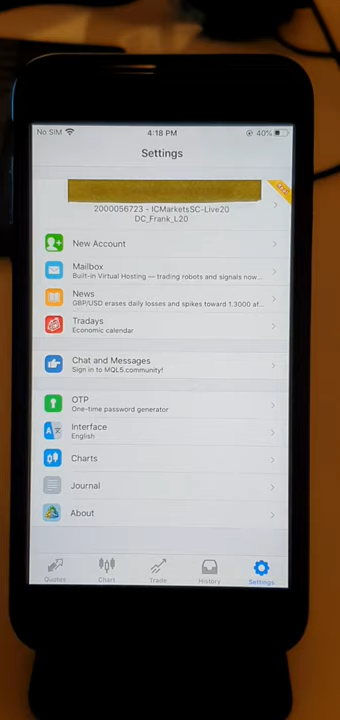 No SIM
4:18 PM
40%
Settings
2000056723 - ICMarketsSC-Live20
DC_Frank_L20
New Account
Mailbox
Built-in Virtual Hosting — trading robots and signals now...
News
GBP/USD erases daily losses and spikes toward 1.3000 af...
Tradays
Economic calendar
Chat and Messages
Sign in to MQL5.community!
OTP
One-time password generator
Interface
English
Charts
Journal
About
Quotes
Chart
Trade
History
Settings